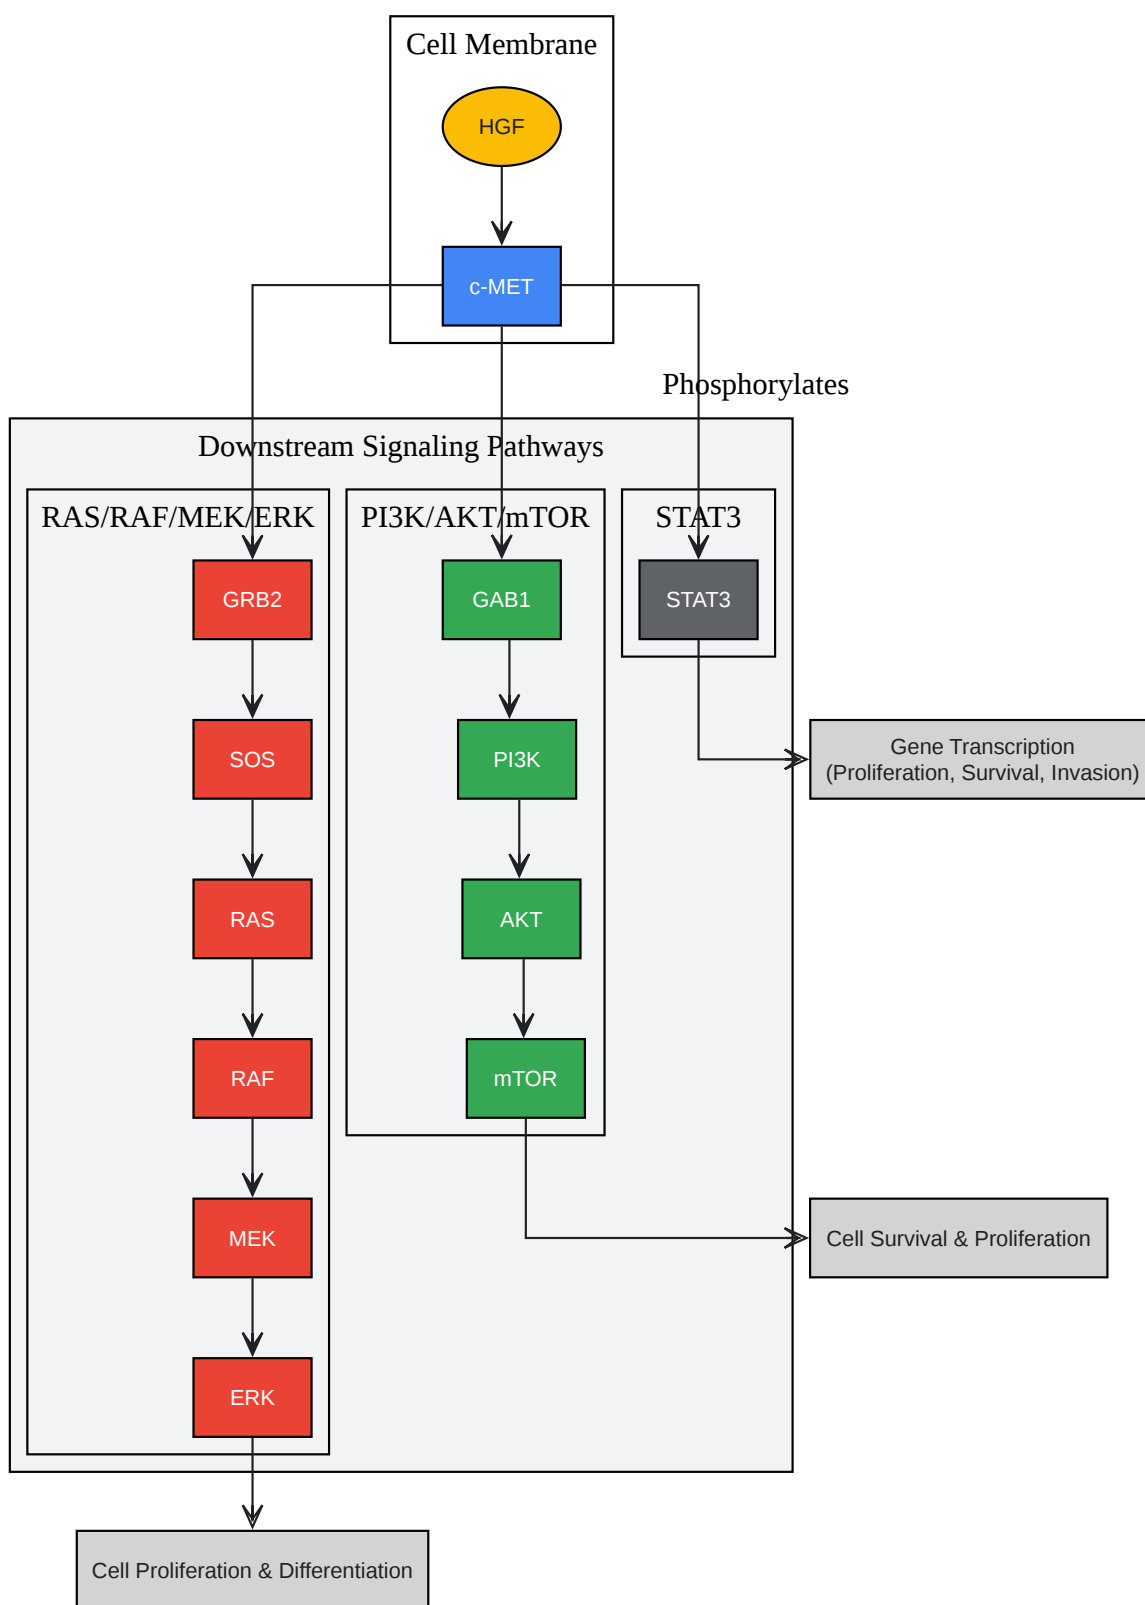 Cell Membrane
HGF
c-MET
Phosphorylates
Downstream Signaling Pathways
RAS/RAF/MEK/ERK
PI3K/AKT/mTOR
STAT3
GRB2
GAB1
STAT3
SOS
PI3K
Gene Transcription
(Proliferation, Survival, Invasion)
RAS
AKT
RAF
mTOR
MEK
Cell Survival & Proliferation
ERK
Cell Proliferation & Differentiation